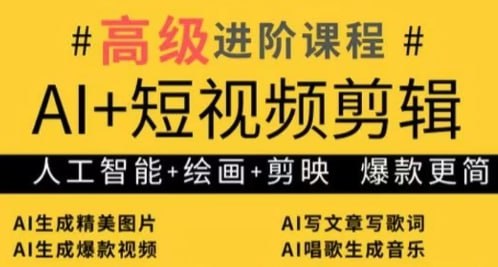 #高级进阶课程#
AI+短视频剪辑
人工智能+绘画+剪映 爆款更简
AI生成精美图片 AI写文章写歌词
AI生成爆款视频 AI唱歌生成音乐